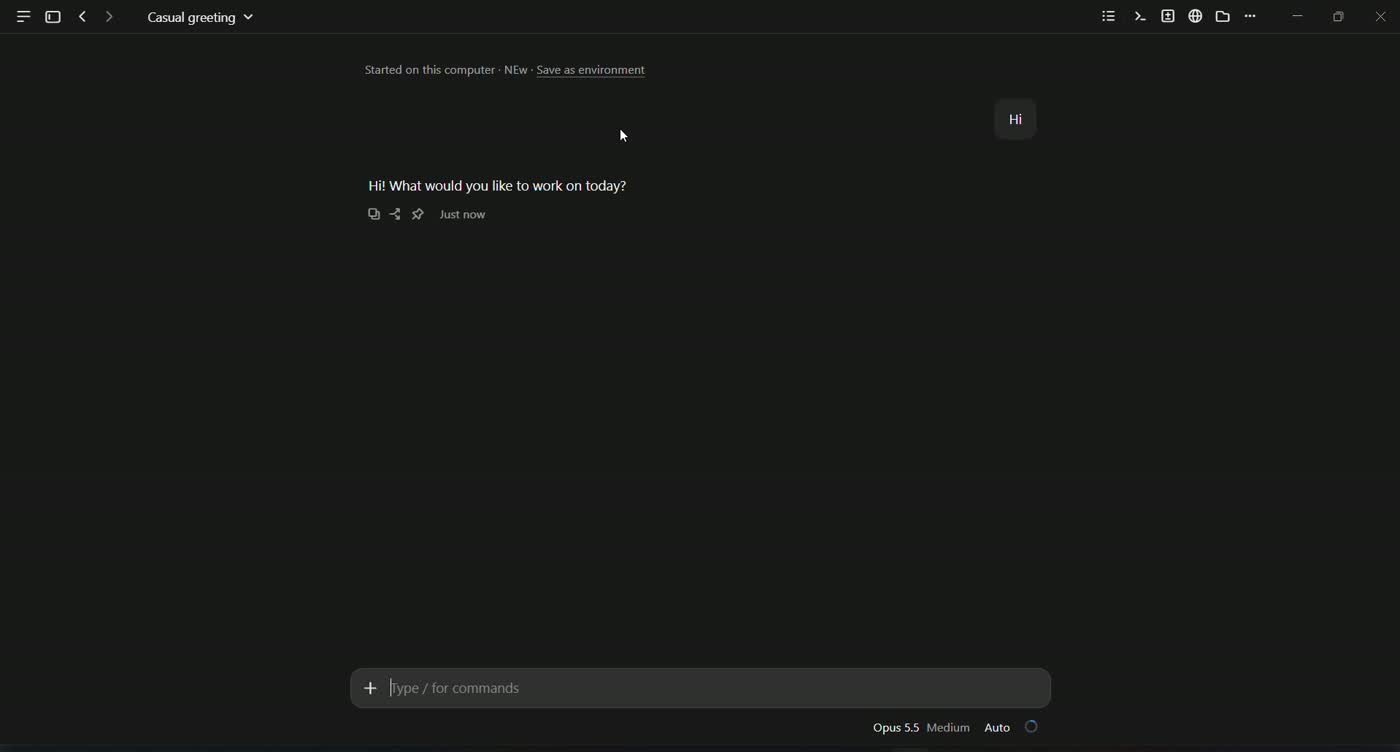 Casual greeting
Started on this computer · NEw · Save as environment
Hi
Hi! What would you like to work on today?
Just now
Type / for commands
Opus 5.5 Medium Auto